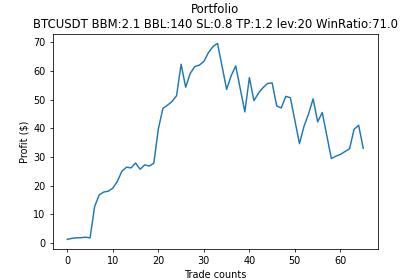 Portfolio
BTCUSDT BBM:2.1 BBL:140 SL:0.8 TP:1.2 lev:20 WinRatio:71.0
70
60
50
40
30
20
10
0
Profit ($)
0 10 20 30 40 50 60
Trade counts